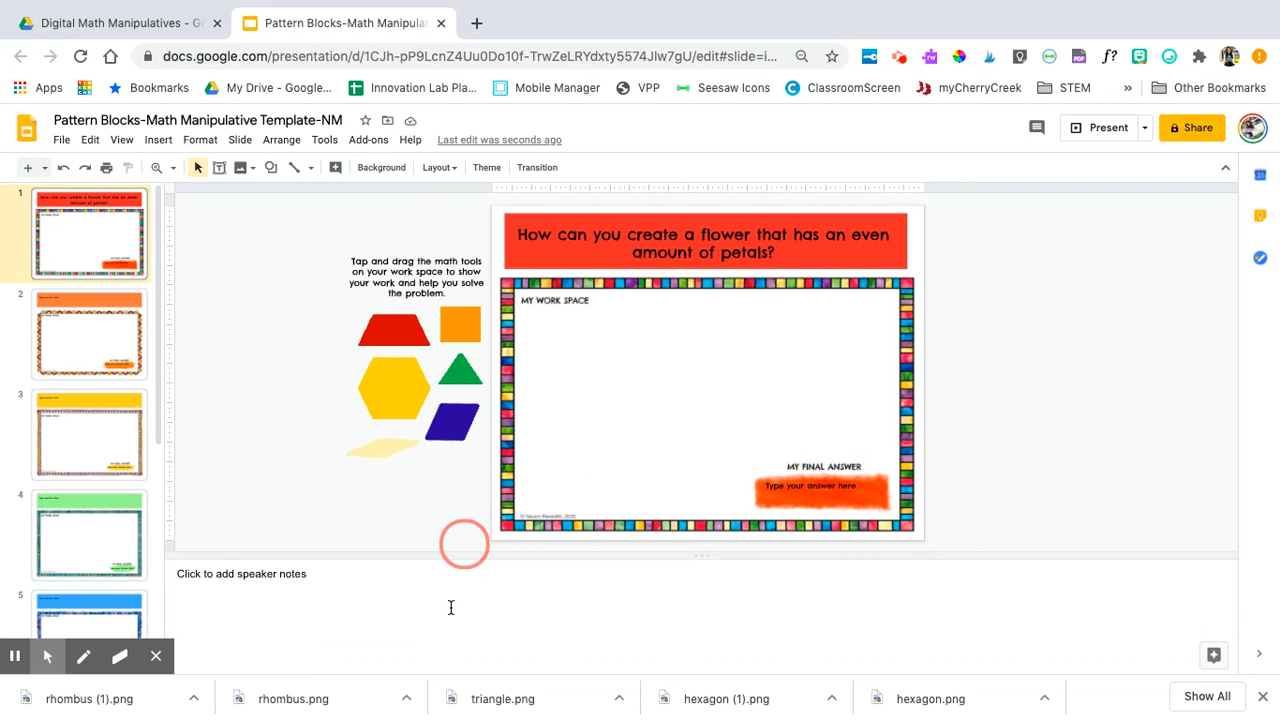 Digital Math Manipulatives - Go
Pattern Blocks-Math Manipulat
docs.google.com/presentation/d/1CJh-pP9LcnZ4Uu0Do10f-TrwZeLRYdxty5574Jlw7gU/edit#slide=i...
Apps
Bookmarks
My Drive - Google...
Innovation Lab Pla...
Mobile Manager
VPP
Seesaw Icons
ClassroomScreen
myCherryCreek
STEM
»
Other Bookmarks
Pattern Blocks-Math Manipulative Template-NM
File Edit View Insert Format Slide Arrange Tools Add-ons Help Last edit was seconds ago
Present
Share
Background Layout Theme Transition
1
2
3
4
5
Tap and drag the math tools
on your work space to show
your work and help you solve
the problem.
How can you create a flower that has an even
amount of petals?
MY WORK SPACE
MY FINAL ANSWER
Type your answer here
Click to add speaker notes
rhombus (1).png
rhombus.png
triangle.png
hexagon (1).png
hexagon.png
Show All